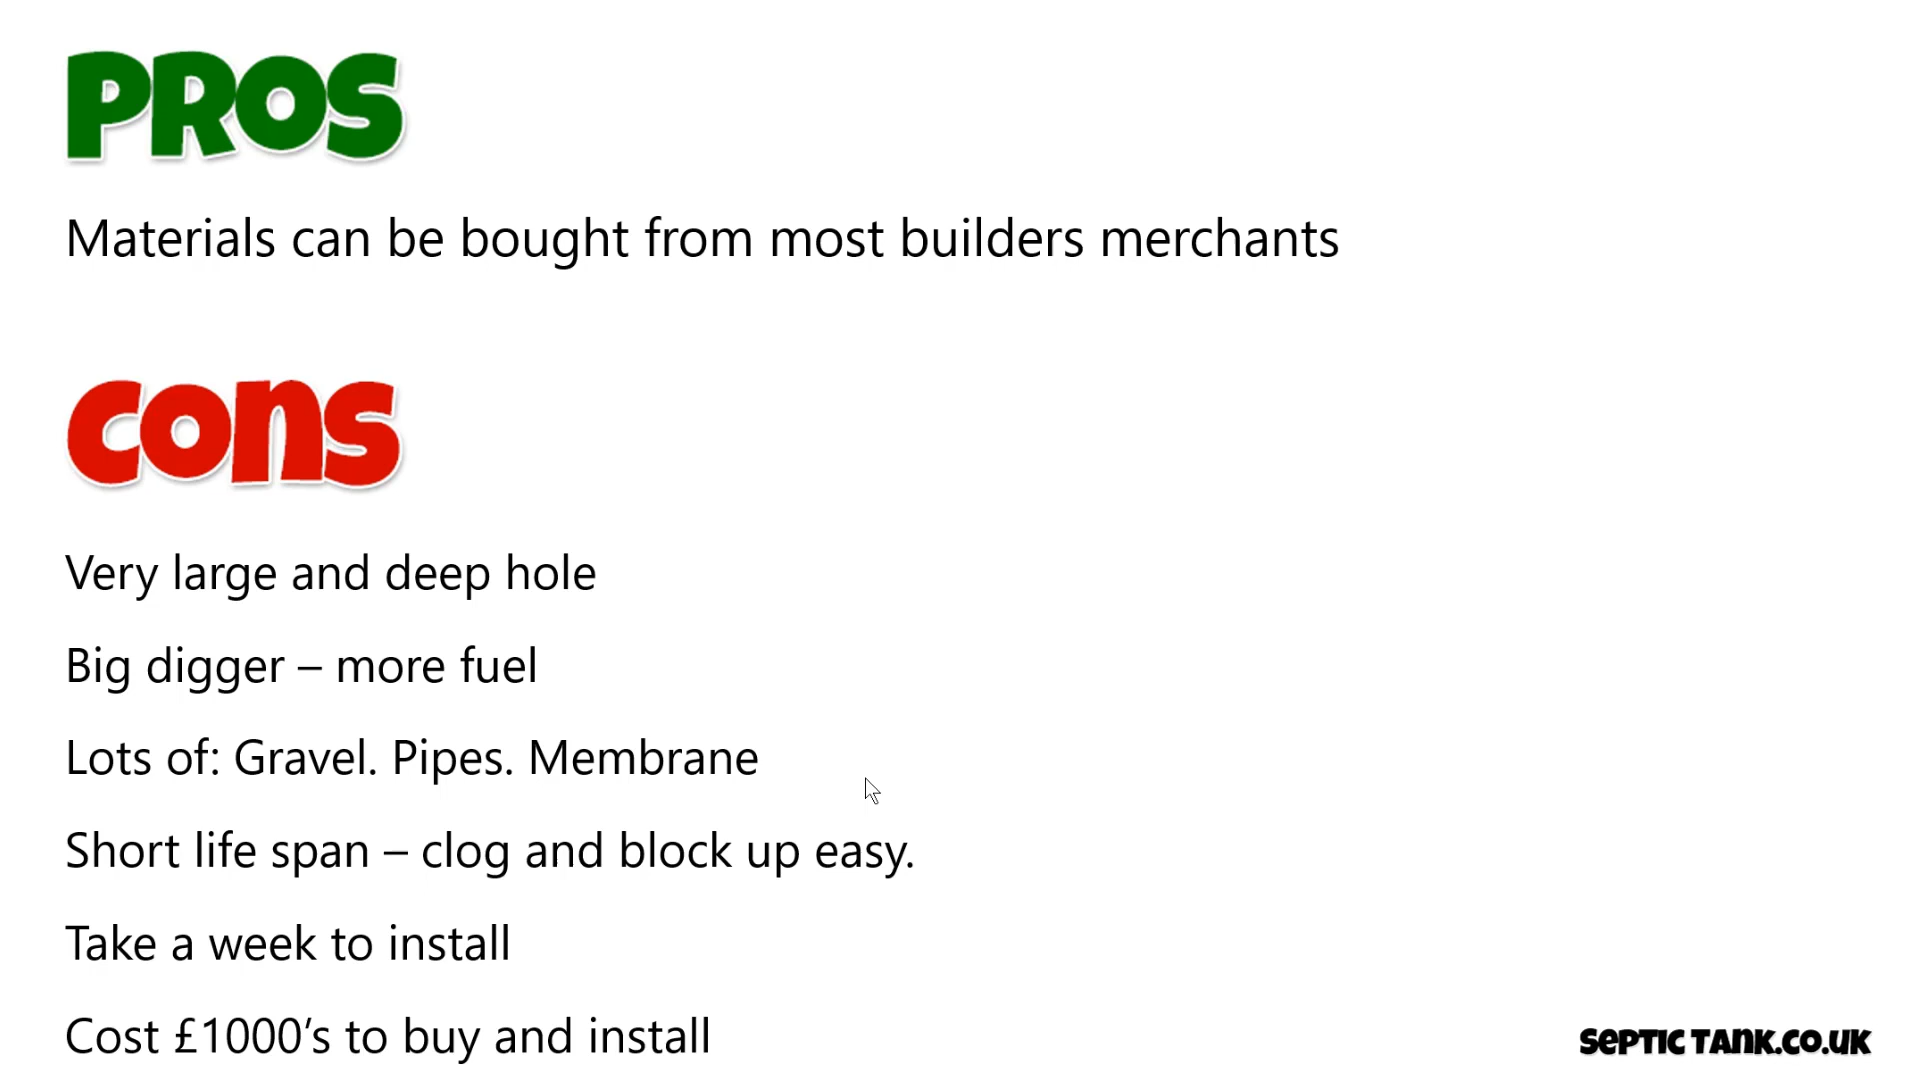 PROS
Materials can be bought from most builders merchants
CONS
Very large and deep hole
Big digger – more fuel
Lots of: Gravel. Pipes. Membrane
Short life span – clog and block up easy.
Take a week to install
Cost £1000’s to buy and install
SEPTIC TANK.CO.UK